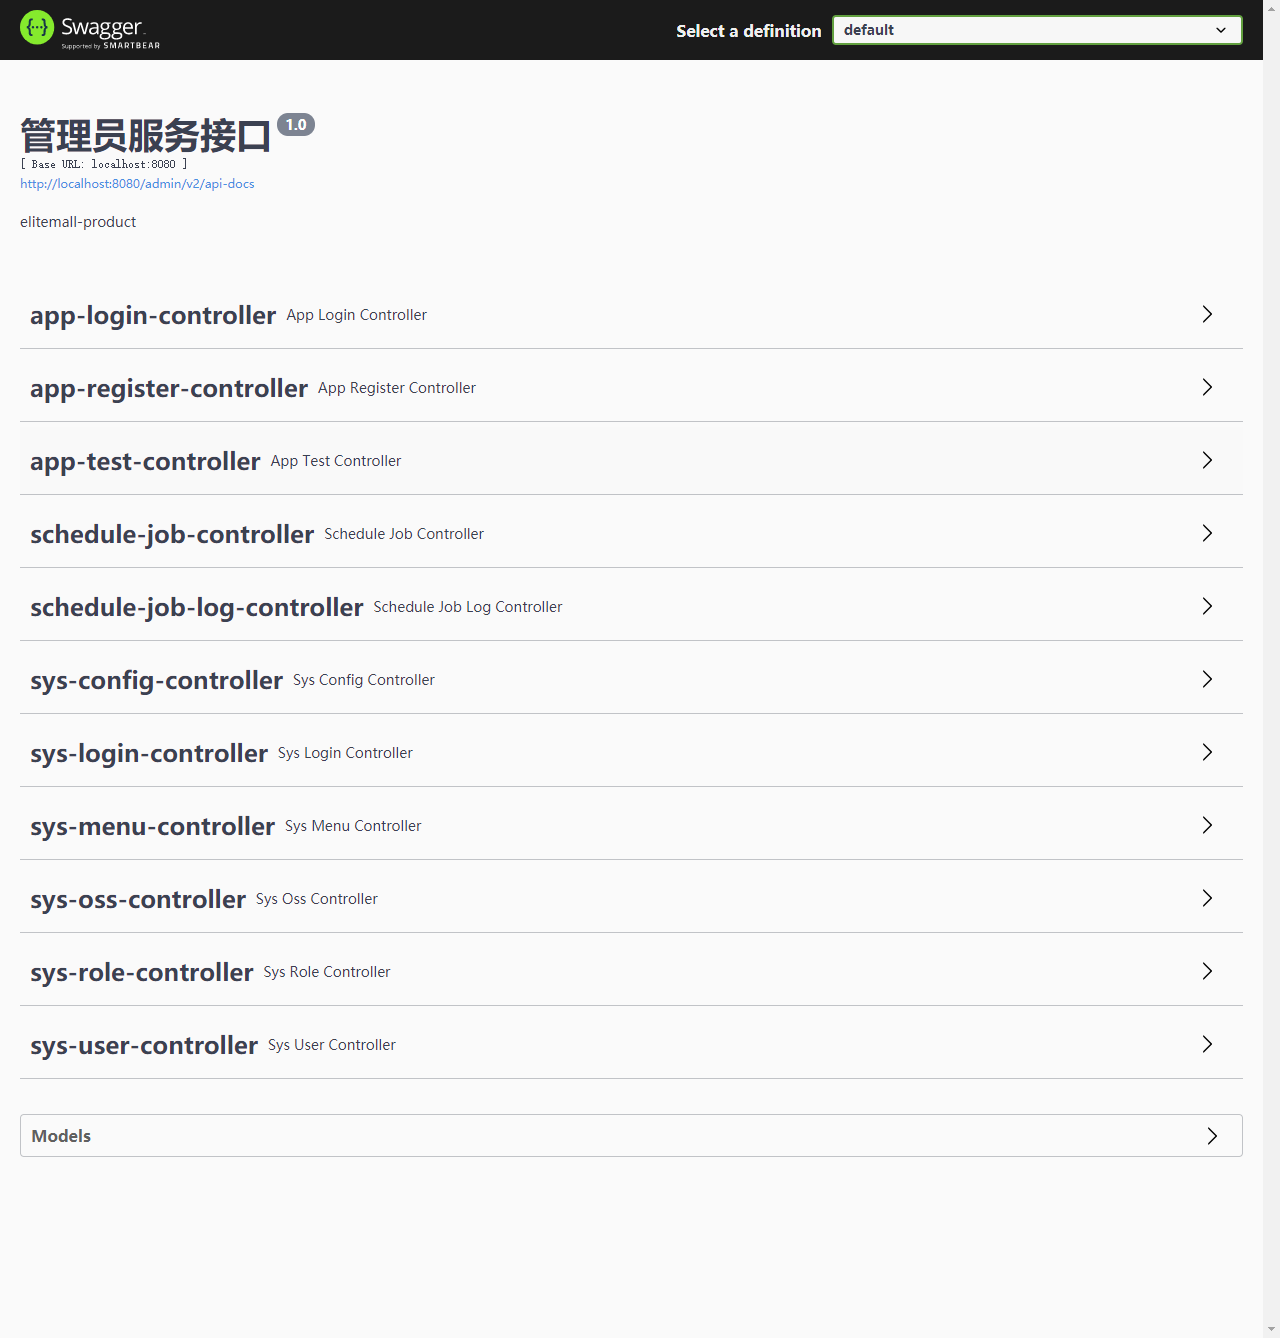 Swagger
Supported by SMARTBEAR
Select a definition
default
管理员服务接口 1.0
[ Base URL: localhost:8080 ]
http://localhost:8080/admin/v2/api-docs
elitemall-product
app-login-controller App Login Controller
app-register-controller App Register Controller
app-test-controller App Test Controller
schedule-job-controller Schedule Job Controller
schedule-job-log-controller Schedule Job Log Controller
sys-config-controller Sys Config Controller
sys-login-controller Sys Login Controller
sys-menu-controller Sys Menu Controller
sys-oss-controller Sys Oss Controller
sys-role-controller Sys Role Controller
sys-user-controller Sys User Controller
Models